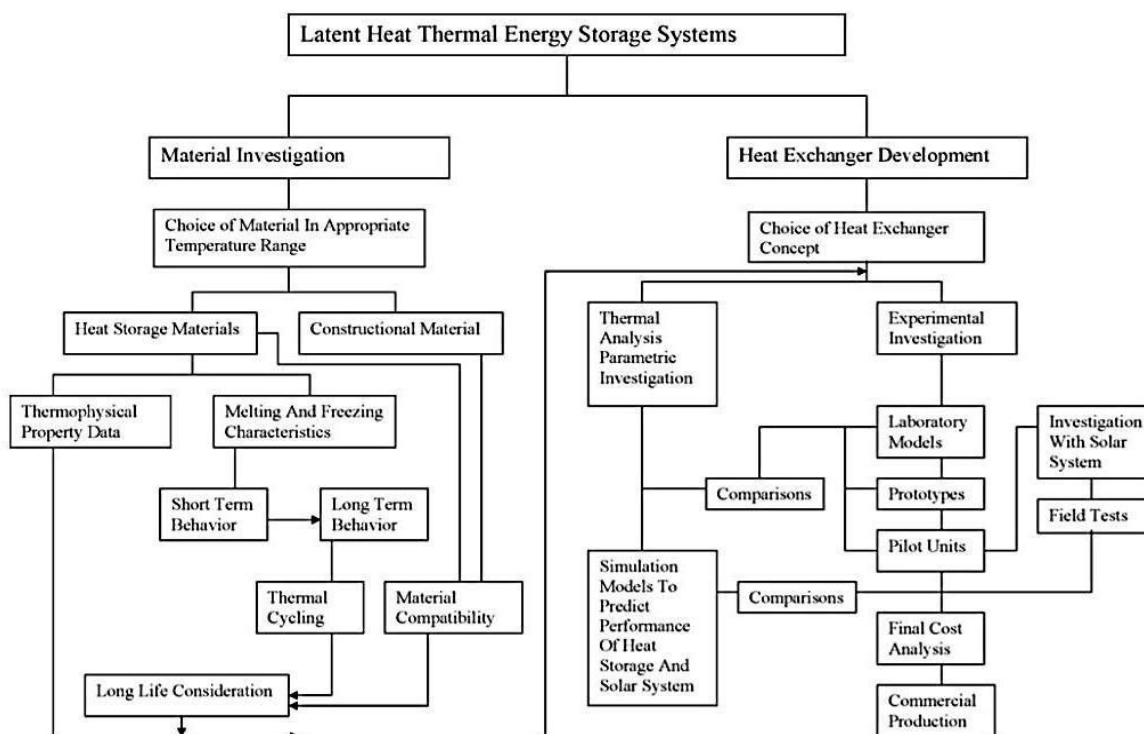 Latent Heat Thermal Energy Storage Systems
Material Investigation
Heat Exchanger Development
Choice of Material In Appropriate
Temperature Range
Choice of Heat Exchanger
Concept
Heat Storage Materials
Constructional Material
Thermal
Analysis
Parametric
Investigation
Experimental
Investigation
Thermophysical
Property Data
Melting And Freezing
Characteristics
Laboratory
Models
Investigation
With Solar
System
Short Term
Behavior
Long Term
Behavior
Comparisons
Prototypes
Field Tests
Pilot Units
Thermal
Cycling
Material
Compatibility
Simulation
Models To
Predict
Performance
Of Heat
Storage And
Solar System
Comparisons
Final Cost
Analysis
Long Life Consideration
Commercial
Production